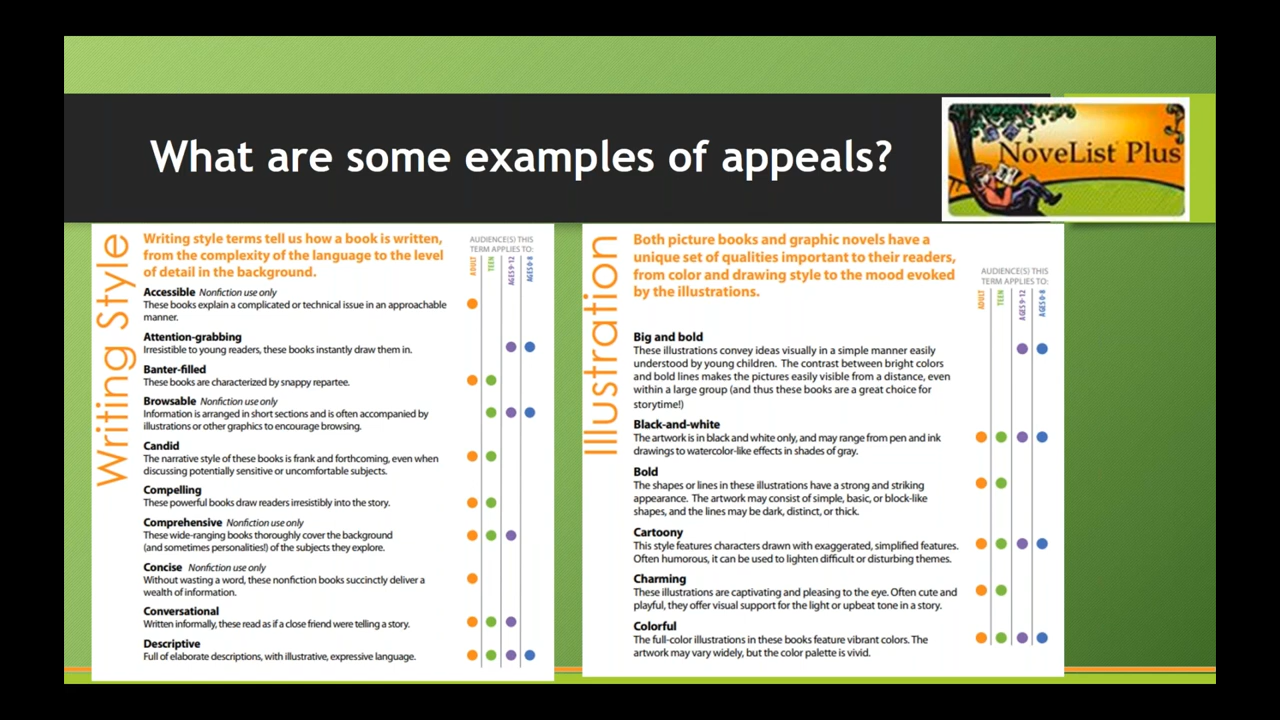 What are some examples of appeals?
NoveList Plus
Writing Style
Writing style terms tell us how a book is written,
from the complexity of the language to the level
of detail in the background.
AUDIENCE(S) THIS
TERM APPLIES TO:
ADULT
TEEN
AGES 9-12
AGES 0-8
Accessible Nonfiction use only
These books explain a complicated or technical issue in an approachable
manner.
Attention-grabbing
Irresistible to young readers, these books instantly draw them in.
Banter-filled
These books are characterized by snappy repartee.
Browsable Nonfiction use only
Information is arranged in short sections and is often accompanied by
illustrations or other graphics to encourage browsing.
Candid
The narrative style of these books is frank and forthcoming, even when
discussing potentially sensitive or uncomfortable subjects.
Compelling
These powerful books draw readers irresistibly into the story.
Comprehensive Nonfiction use only
These wide-ranging books thoroughly cover the background
(and sometimes personalities!) of the subjects they explore.
Concise Nonfiction use only
Without wasting a word, these nonfiction books succinctly deliver a
wealth of information.
Conversational
Written informally, these read as if a close friend were telling a story.
Descriptive
Full of elaborate descriptions, with illustrative, expressive language.
Illustration
Both picture books and graphic novels have a
unique set of qualities important to their readers,
from color and drawing style to the mood evoked
by the illustrations.
AUDIENCE(S) THIS
TERM APPLIES TO:
ADULT
TEEN
AGES 9-12
AGES 0-8
Big and bold
These illustrations convey ideas visually in a simple manner easily
understood by young children. The contrast between bright colors
and bold lines makes the pictures easily visible from a distance, even
within a large group (and thus these books are a great choice for
storytime!)
Black-and-white
The artwork is in black and white only, and may range from pen and ink
drawings to watercolor-like effects in shades of gray.
Bold
The shapes or lines in these illustrations have a strong and striking
appearance. The artwork may consist of simple, basic, or block-like
shapes, and the lines may be dark, distinct, or thick.
Cartoony
This style features characters drawn with exaggerated, simplified features.
Often humorous, it can be used to lighten difficult or disturbing themes.
Charming
These illustrations are captivating and pleasing to the eye. Often cute and
playful, they offer visual support for the light or upbeat tone in a story.
Colorful
The full-color illustrations in these books feature vibrant colors. The
artwork may vary widely, but the color palette is vivid.